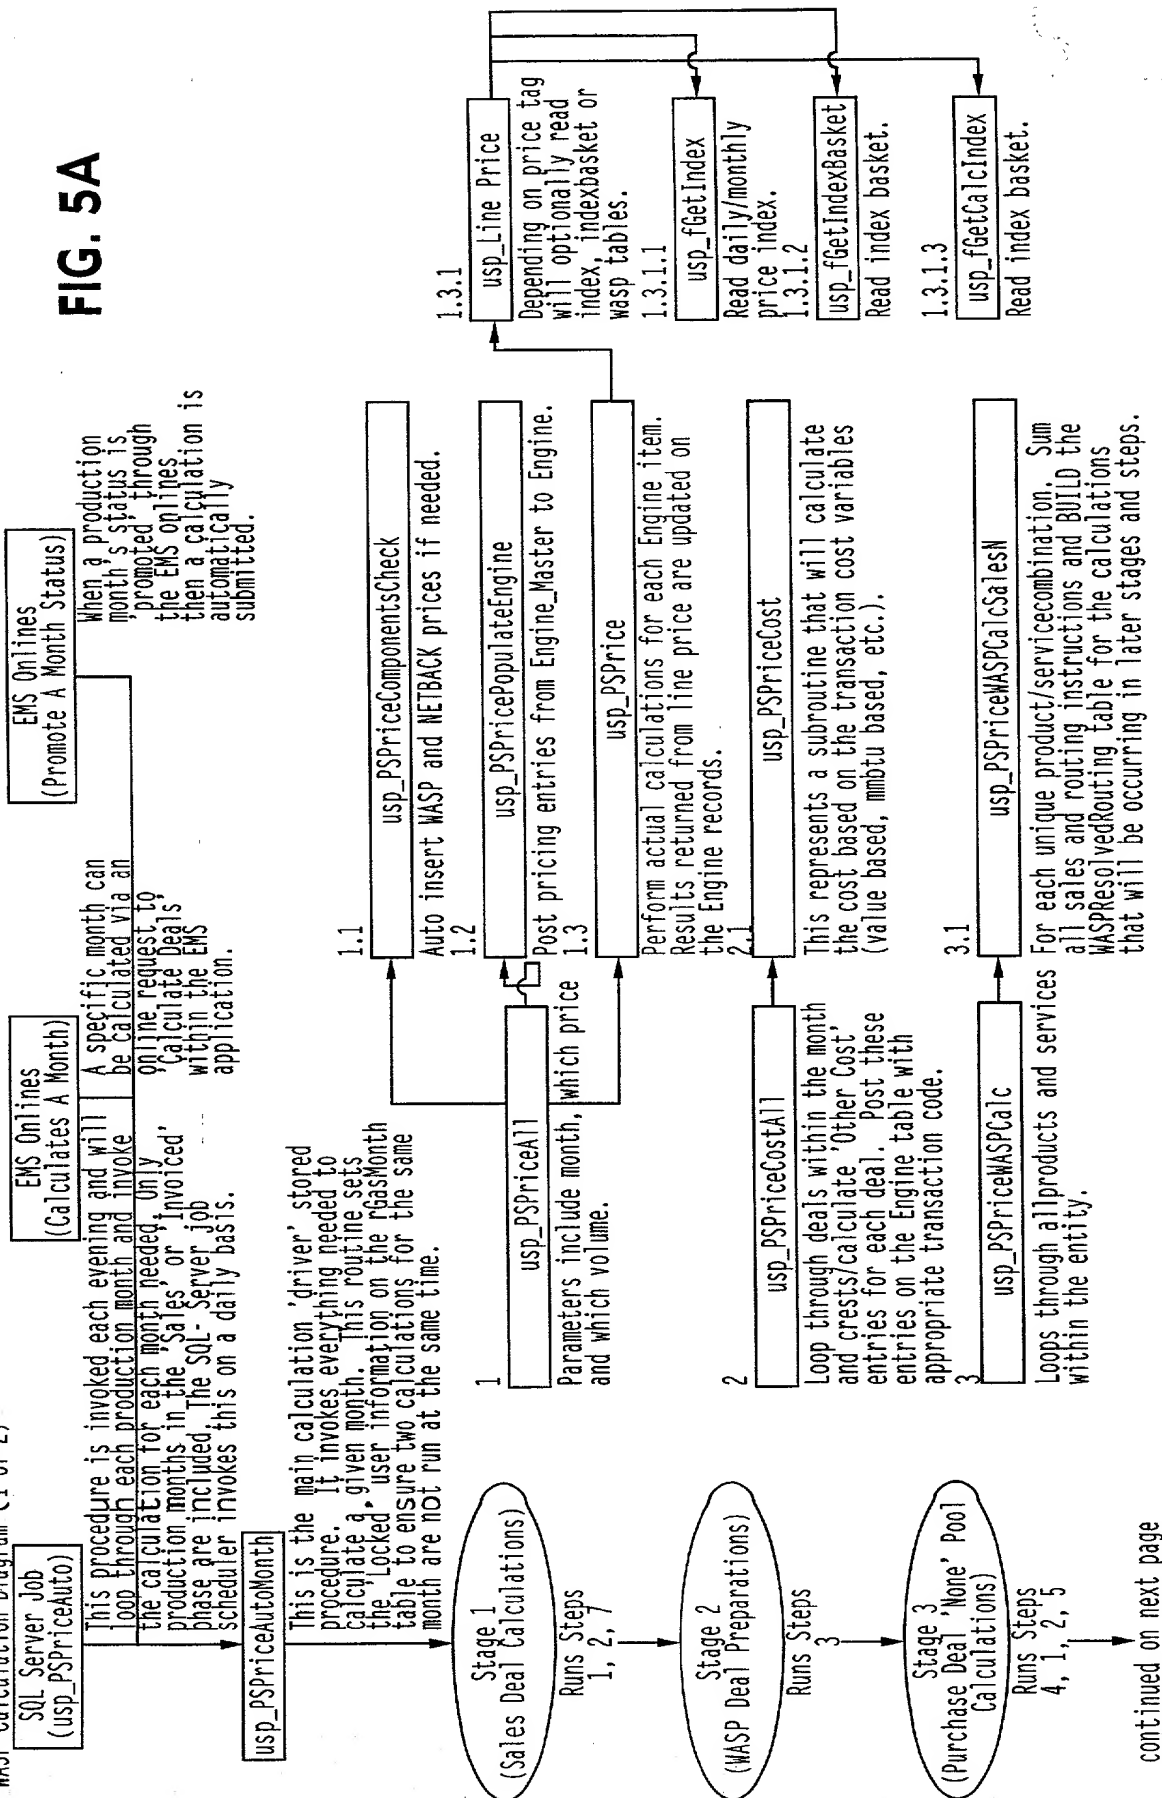 WASP Calculation Diagram (1 of 2)
FIG. 5A
SQL Server Job
(usp_PSPriceAuto)
This procedure is invoked each evening and will
loop through each production month and invoke
the calculation for each month needed. Only
production months in the 'Sales' or 'Invoiced'
phase are included. The SQL- Server job
scheduler invokes this on a daily basis.
EMS Onlines
(Calculates A Month)
A specific month can
be calculated via an
online request to
'Calculate Deals'
within the EMS
application.
EMS Onlines
(Promote A Month Status)
When a production
month's status is
'promoted' through
the EMS onlines
then a calculation is
automatically
submitted.
usp_PSPriceAutoMonth
This is the main calculation 'driver' stored
procedure. It invokes everything needed to
calculate a given month. This routine sets
the 'Locked' user information on the rGasMonth
table to ensure two calculations for the same
month are not run at the same time.
Stage 1
(Sales Deal Calculations)
Runs Steps
1, 2, 7
Stage 2
(WASP Deal Preparations)
Runs Steps
3
Stage 3
(Purchase Deal 'None' Pool
Calculations)
Runs Steps
4, 1, 2, 5
continued on next page
1
usp_PSPriceAll
Parameters include month, which price
and which volume.
2
usp_PSPriceCostAll
Loop through deals within the month
and crests/calculate 'Other Cost'
entries for each deal. Post these
entries on the Engine table with
appropriate transaction code.
3
usp_PSPriceWASPCalc
Loops through allproducts and services
within the entity.
1.1
usp_PSPriceComponentsCheck
Auto insert WASP and NETBACK prices if needed.
1.2
usp_PSPricePopulateEngine
Post pricing entries from Engine_Master to Engine.
1.3
usp_PSPrice
Perform actual calculations for each Engine item.
Results returned from line price are updated on
the Engine records.
2.1
usp_PSPriceCost
This represents a subroutine that will calculate
the cost based on the transaction cost variables
(value based, mmbtu based, etc.).
3.1
usp_PSPriceWASPCalcSalesN
For each unique product/servicecombination. Sum
all sales and routing instructions and BUILD the
WASPResolvedRouting table for the calculations
that will be occurring in later stages and steps.
1.3.1
usp_Line Price
Depending on price tag
will optionally read
index, indexbasket or
wasp tables.
1.3.1.1
usp_fGetIndex
Read daily/monthly
price index.
1.3.1.2
usp_fGetIndexBasket
Read index basket.
1.3.1.3
usp_fGetCalcIndex
Read index basket.